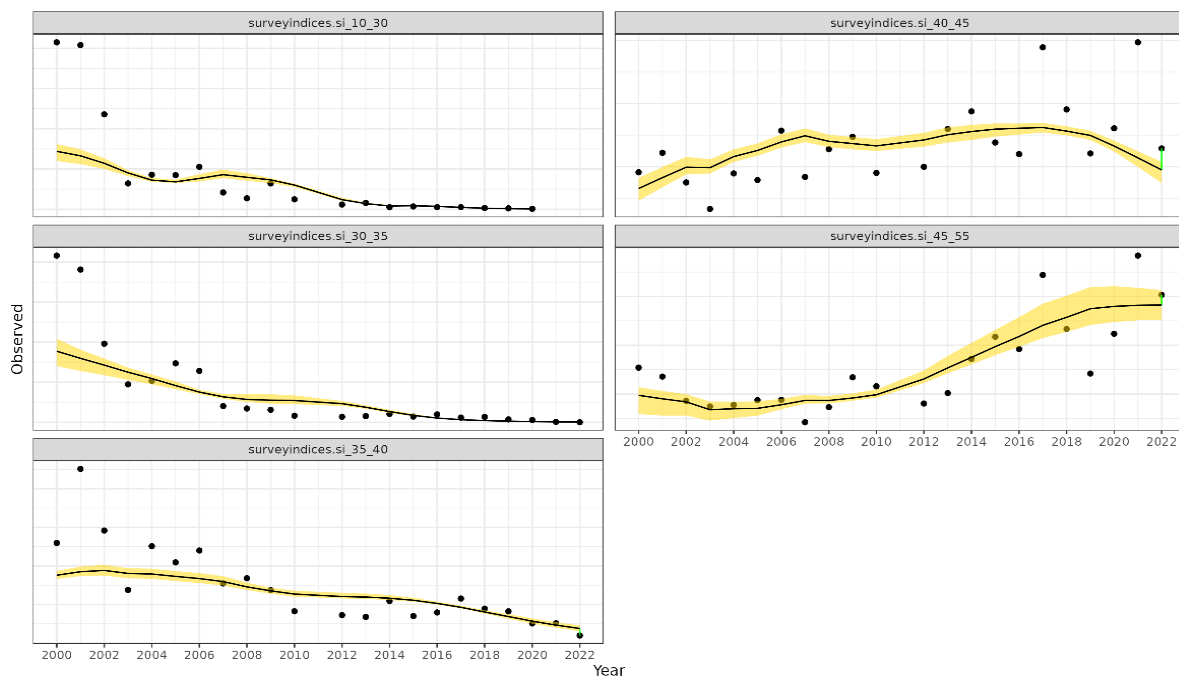 surveyindices.si_10_30
surveyindices.si_40_45
surveyindices.si_30_35
surveyindices.si_45_55
2000 2002 2004 2006 2008 2010 2012 2014 2016 2018 2020 2022
surveyindices.si_35_40
2000 2002 2004 2006 2008 2010 2012 2014 2016 2018 2020 2022
Observed
Year